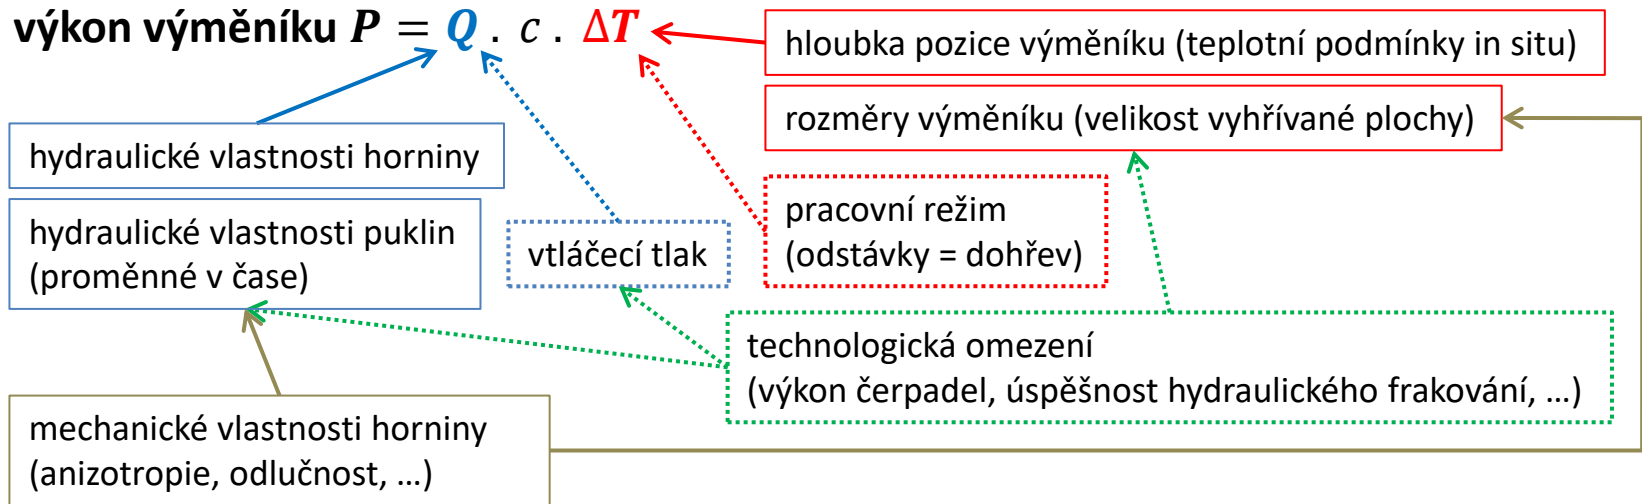 výkon výměníku P = Q . c . ΔT
hloubka pozice výměníku (teplotní podmínky in situ)
rozměry výměníku (velikost vyhřívané plochy)
hydraulické vlastnosti horniny
hydraulické vlastnosti puklin
(proměnné v čase)
vtláčecí tlak
pracovní režim
(odstávky = dohřev)
technologická omezení
(výkon čerpadel, úspěšnost hydraulického frakování, …)
mechanické vlastnosti horniny
(anizotropie, odlučnost, …)